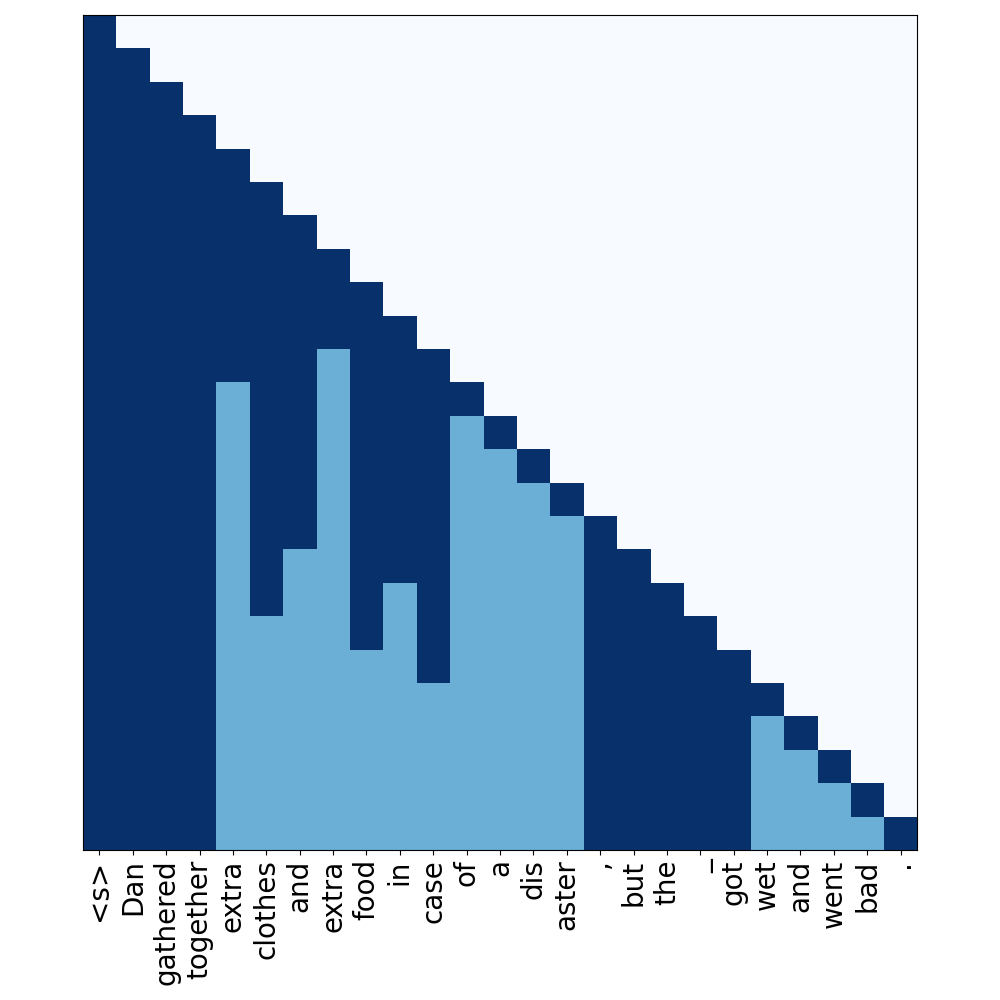 <s>
Dan
gathered
together
extra
clothes
and
extra
food
in
case
of
a
dis
aster
,
but
the
_
got
wet
and
went
bad
.